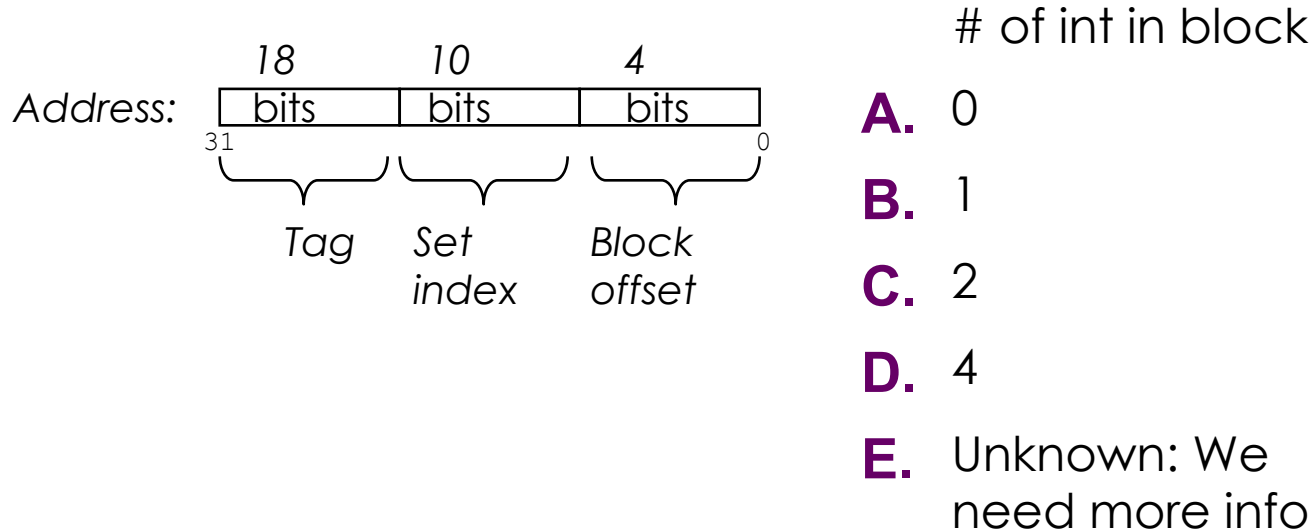 18 10 4
Address: bits bits bits
31 0
Tag Set Block
index offset
# of int in block
A. 0
B. 1
C. 2
D. 4
E. Unknown: We
need more info